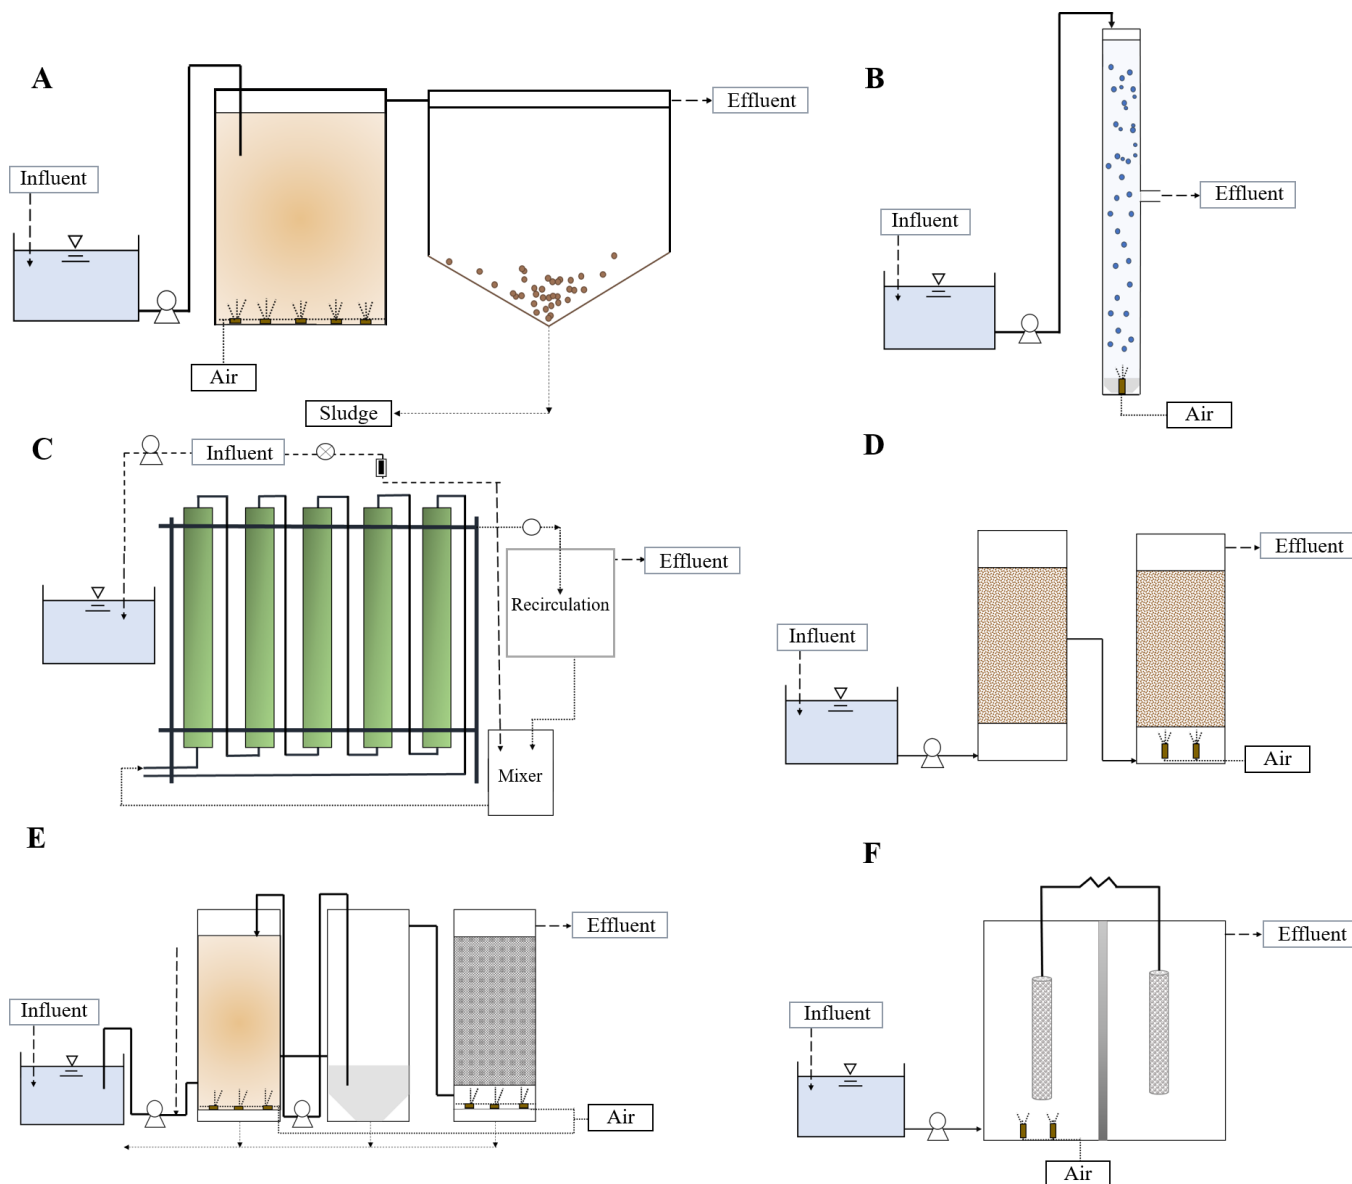 A
Influent
Air
Sludge
Effluent
B
Influent
Effluent
Air
C
Influent
Effluent
Recirculation
Mixer
D
Influent
Effluent
Air
E
Influent
Effluent
Air
F
Influent
Effluent
Air